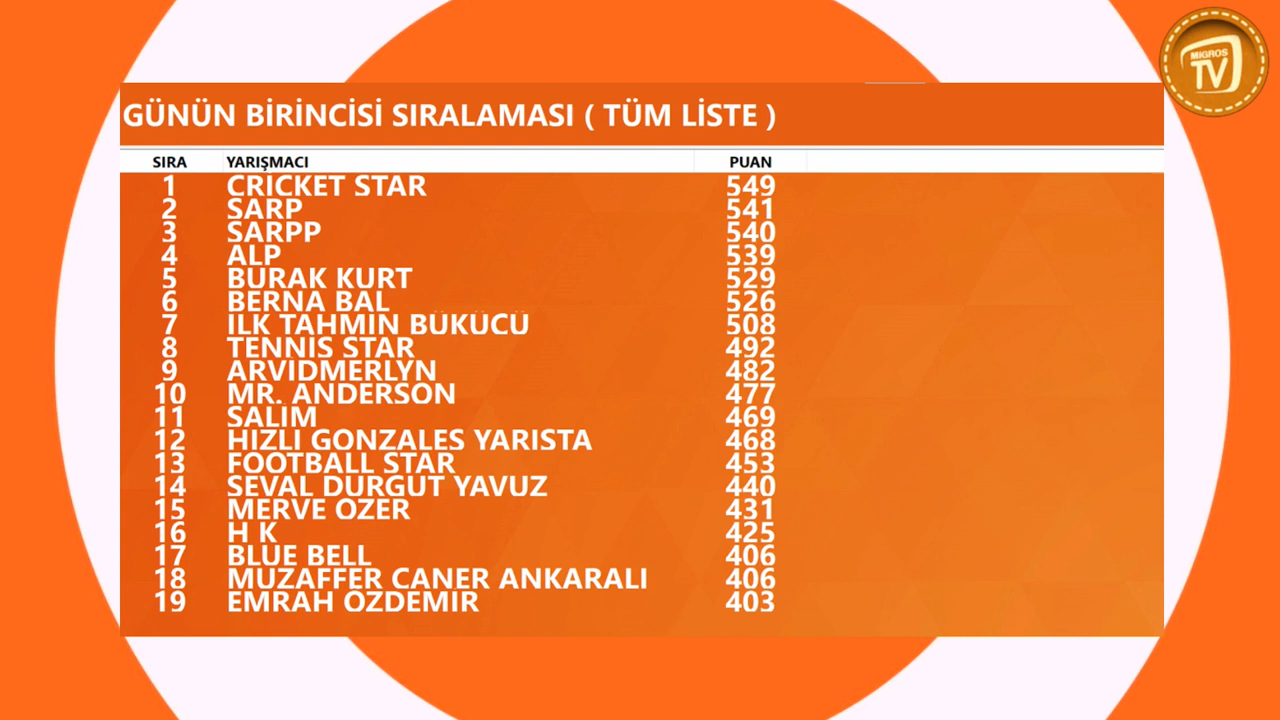 MiGROS
TV
GÜNÜN BİRİNCİSİ SIRALAMASI ( TÜM LİSTE )
SIRA YARIŞMACI PUAN
1 CRICKET STAR 549
2 SARP 541
3 SARPP 540
4 ALP 539
5 BURAK KURT 529
6 BERNA BAL 526
7 ILK TAHMIN BÜKÜCÜ 508
8 TENNIS STAR 492
9 ARVIDMERLYN 482
10 MR. ANDERSON 477
11 SALIM 469
12 HIZLI GONZALES YARISTA 468
13 FOOTBALL STAR 453
14 SEVAL DURGUT YAVUZ 440
15 MERVE OZER 431
16 H K 425
17 BLUE BELL 406
18 MUZAFFER CANER ANKARALI 406
19 EMRAH ÖZDEMIR 403